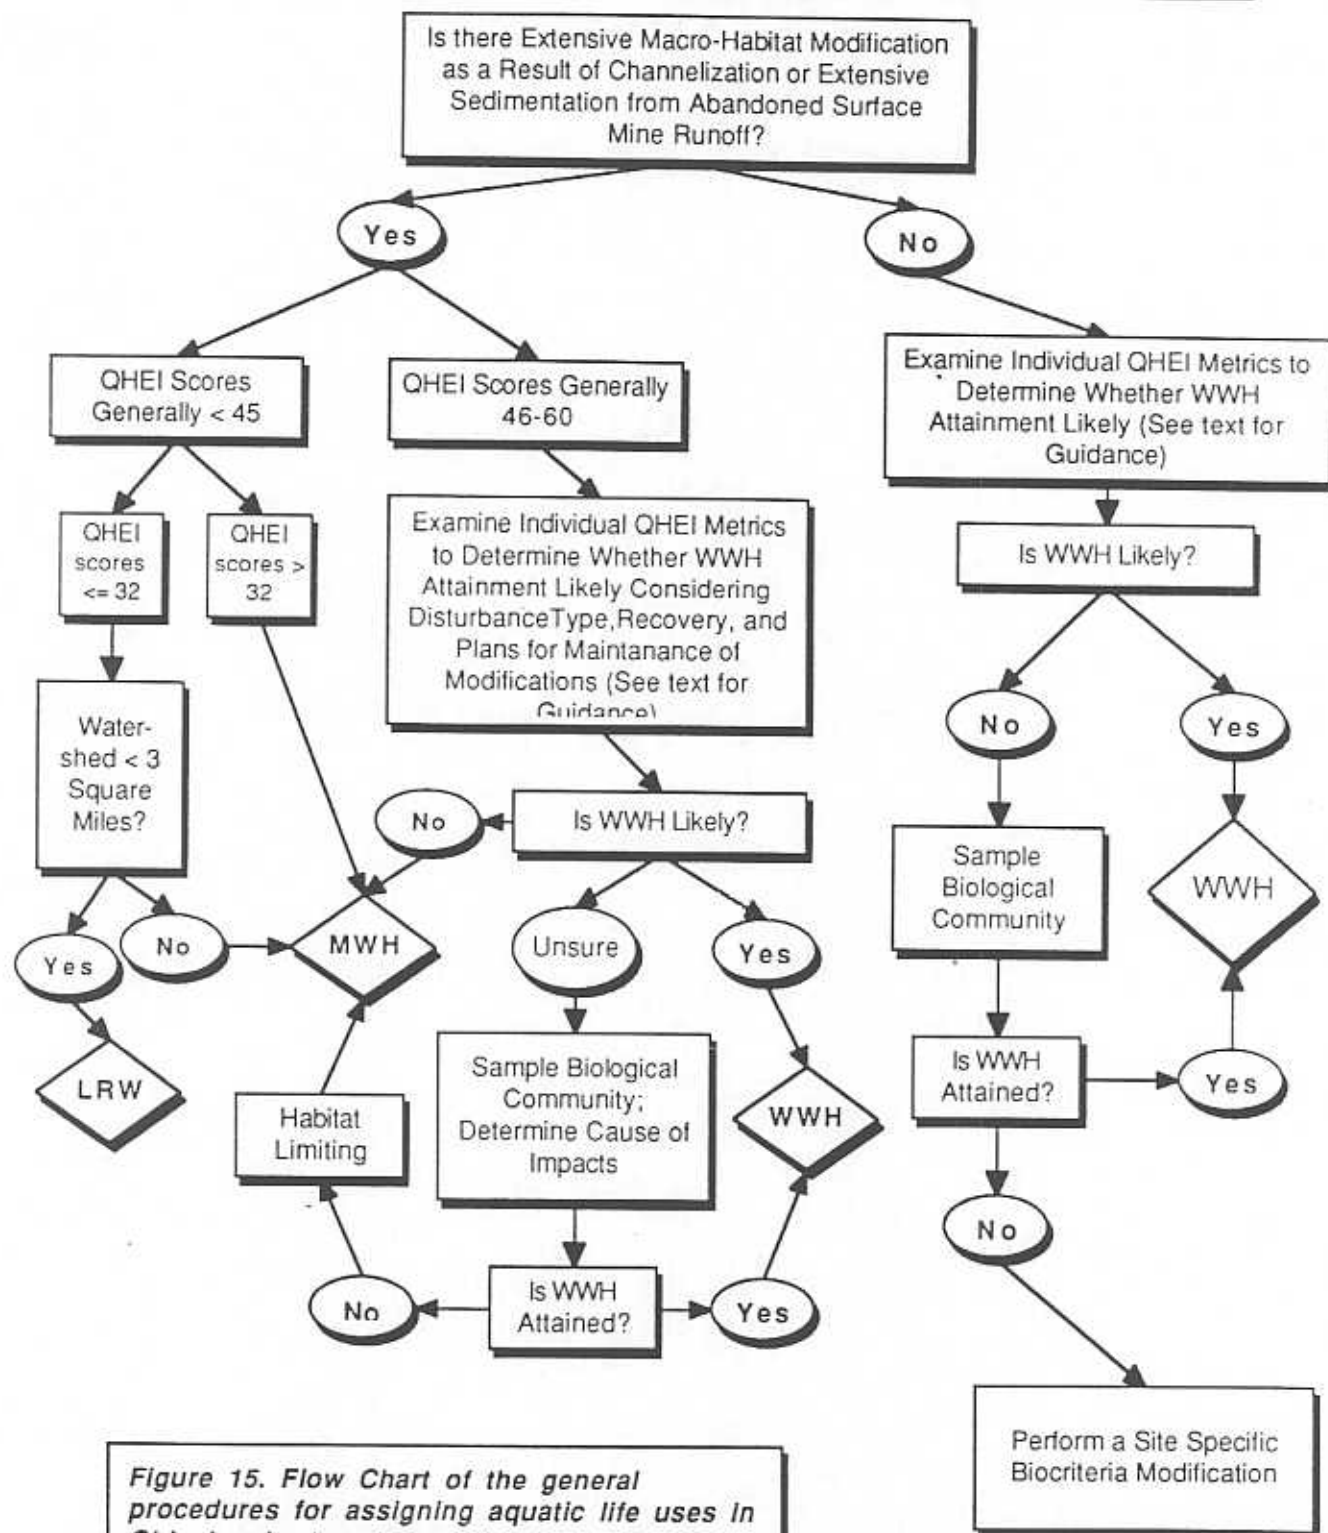 Is there Extensive Macro-Habitat Modification
as a Result of Channelization or Extensive
Sedimentation from Abandoned Surface
Mine Runoff?
Yes
No
QHEI Scores
Generally < 45
QHEI Scores Generally
46-60
Examine Individual QHEI Metrics to
Determine Whether WWH
Attainment Likely (See text for
Guidance)
QHEI
scores
<= 32
QHEI
scores >
32
Examine Individual QHEI Metrics
to Determine Whether WWH
Attainment Likely Considering
DisturbanceType,Recovery, and
Plans for Maintanance of
Modifications (See text for
Guidance)
Is WWH Likely?
No
Yes
Water-
shed < 3
Square
Miles?
No
Is WWH Likely?
Sample
Biological
Community
WWH
Yes
No
MWH
Unsure
Yes
LRW
Habitat
Limiting
Sample Biological
Community;
Determine Cause of
Impacts
WWH
Is WWH
Attained?
Yes
No
Is WWH
Attained?
Yes
No
Perform a Site Specific
Biocriteria Modification
Figure 15. Flow Chart of the general
procedures for assigning aquatic life uses in